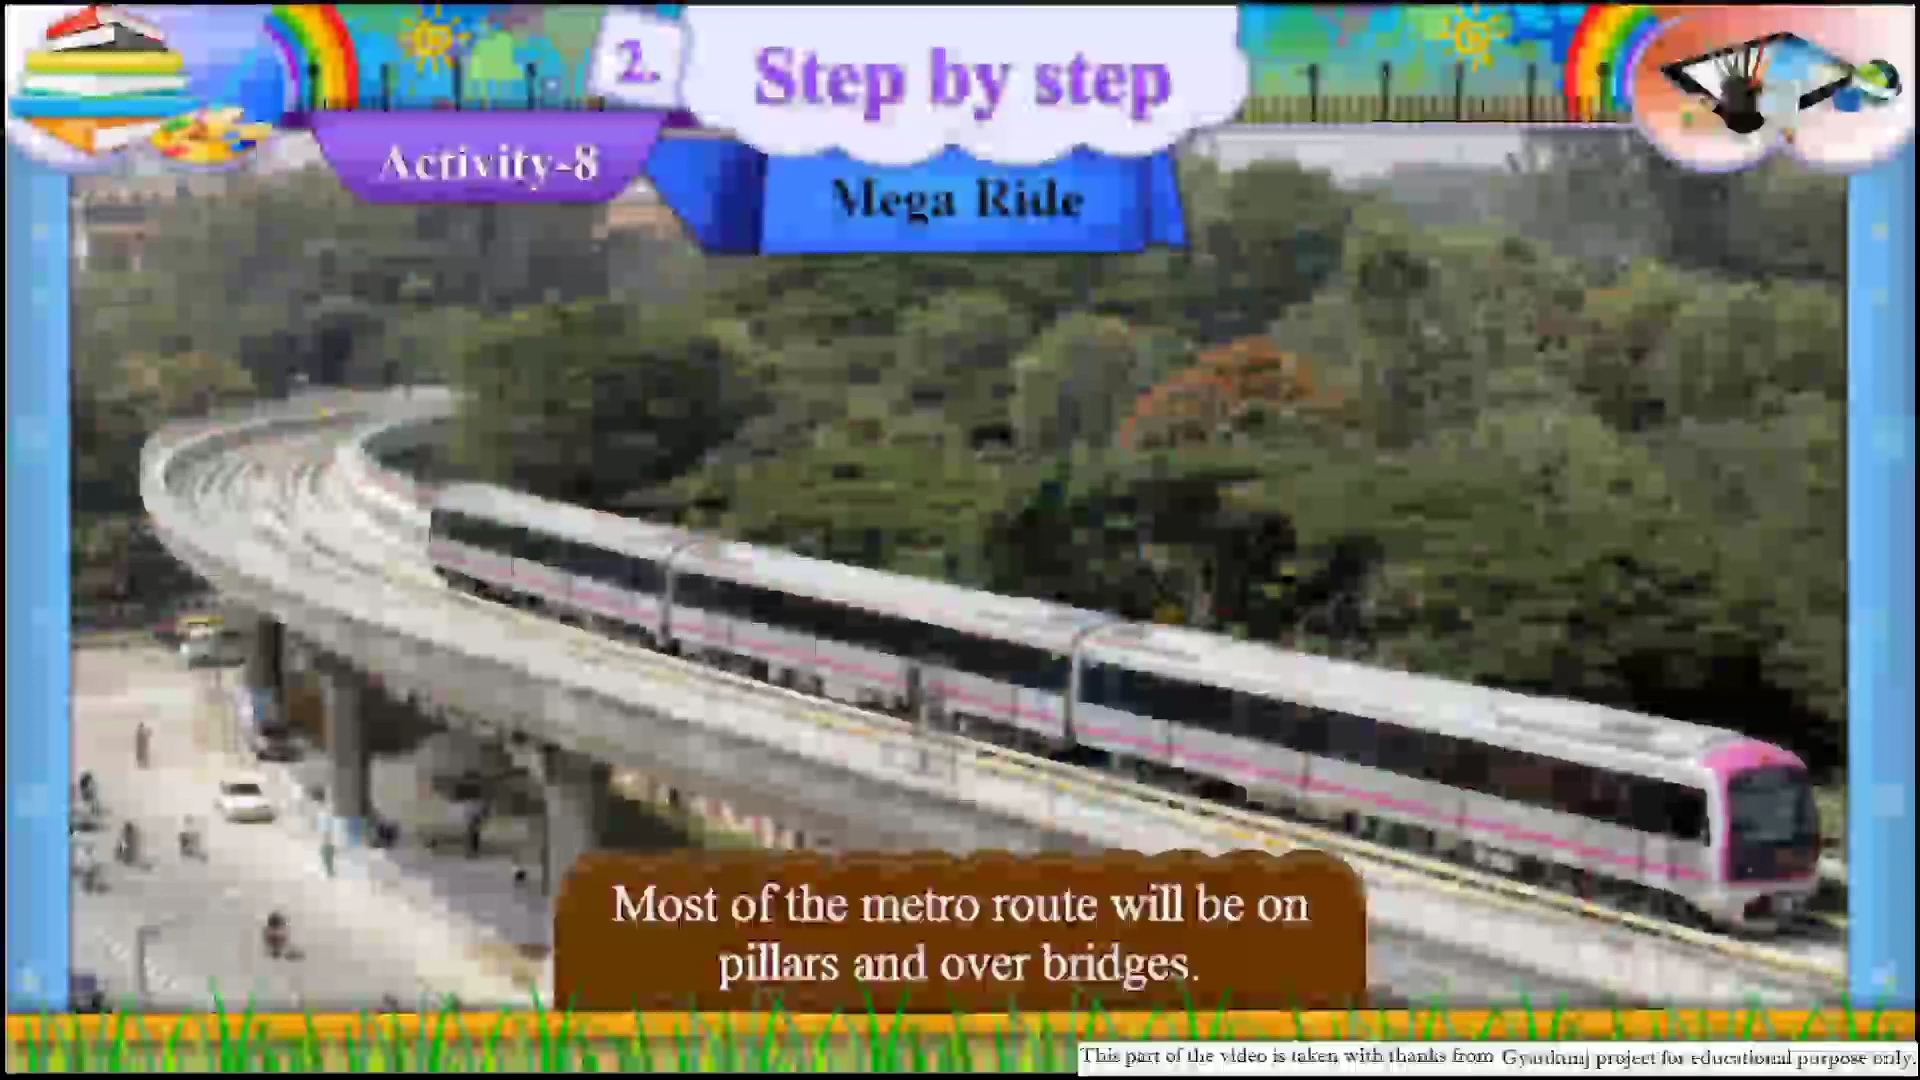 2.
Step by step
Activity-8
Mega Ride
Most of the metro route will be on
pillars and over bridges.
This part of the video is taken with thanks from Gyankunj project for educational purpose only.